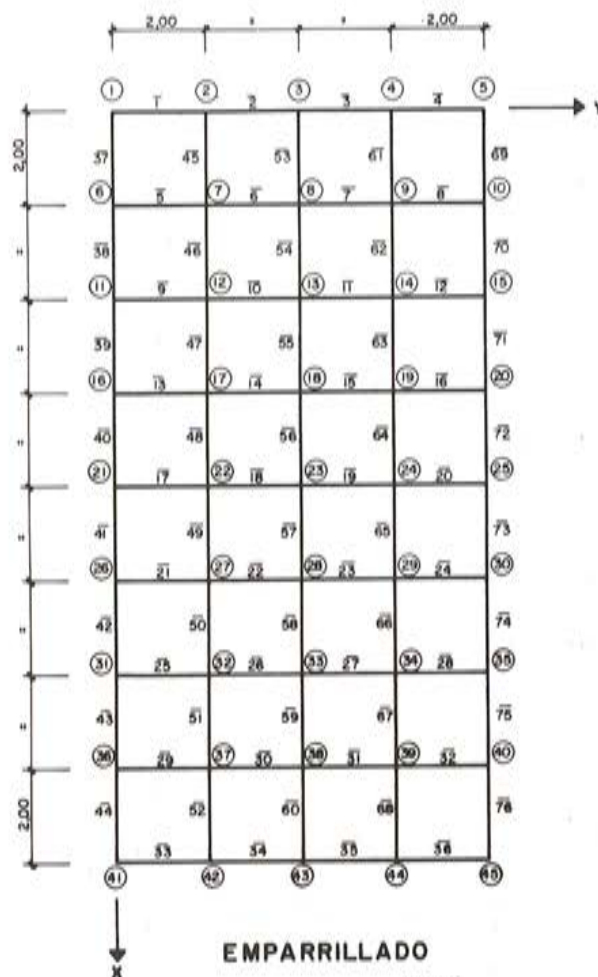 2,00 " " 2,00
1 2 3 4 5
1 2 3 4 Y
2,00 37 45 53 61 69
6 5 7 6 8 7 9 8 10
" 38 46 54 62 70
11 9 12 10 13 11 14 12 15
" 39 47 55 63 71
16 13 17 14 18 15 19 16 20
" 40 48 56 64 72
21 17 22 18 23 19 24 20 25
" 41 49 57 65 73
26 21 27 22 28 23 29 24 30
" 42 50 58 66 74
31 25 32 26 33 27 34 28 35
" 43 51 59 67 75
36 29 37 30 38 31 39 32 40
2,00 44 52 60 68 76
33 34 35 36
41 42 43 44 45
X
EMPARRILLADO